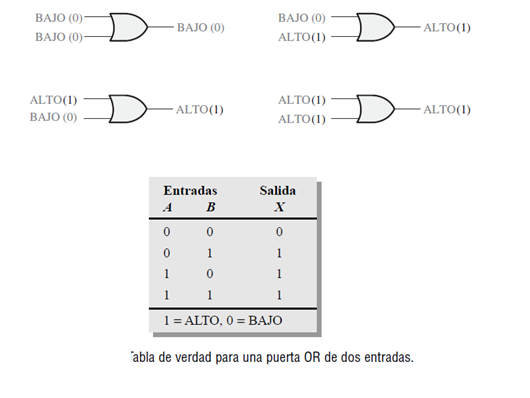 BAJO (0)
BAJO (0)
BAJO (0)
BAJO (0)
ALTO(1)
ALTO(1)
ALTO(1)
BAJO (0)
ALTO(1)
ALTO(1)
ALTO(1)
ALTO(1)
Entradas Salida
A B X
0 0 0
0 1 1
1 0 1
1 1 1
1 = ALTO, 0 = BAJO
abla de verdad para una puerta OR de dos entradas.